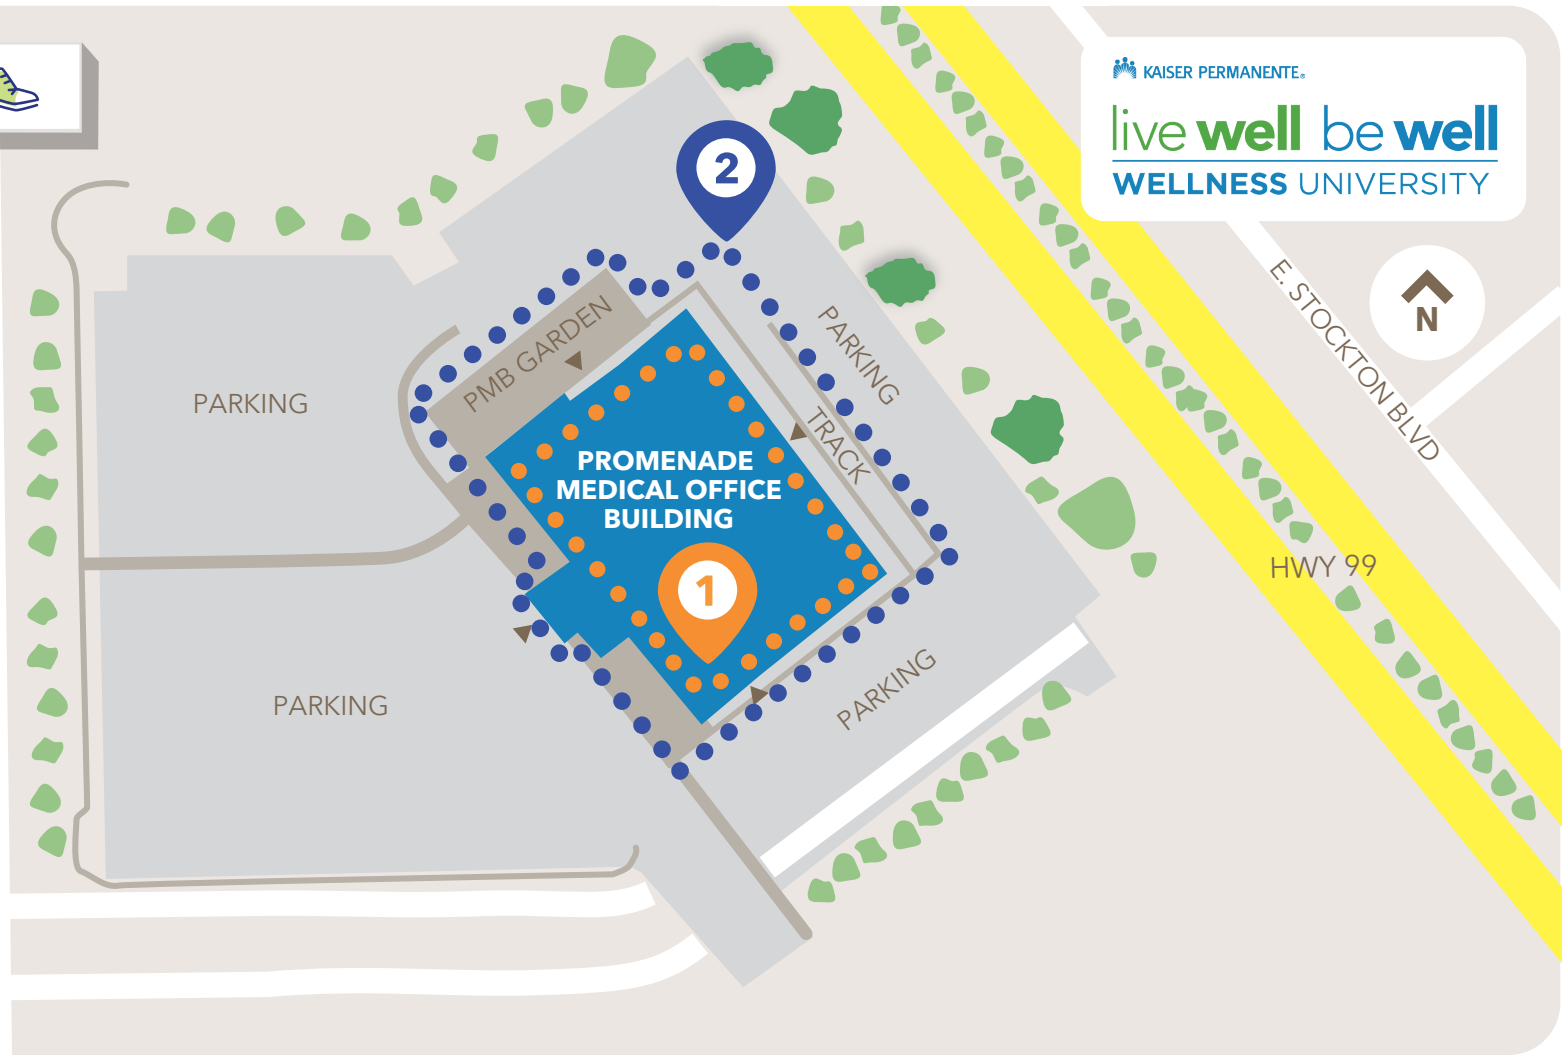 KAISER PERMANENTE®
live well be well
WELLNESS UNIVERSITY
2
E. STOCKTON BLVD
N
PMB GARDEN
PARKING
PARKING
TRACK
PROMENADE
MEDICAL OFFICE
BUILDING
1
HWY 99
PARKING
PARKING